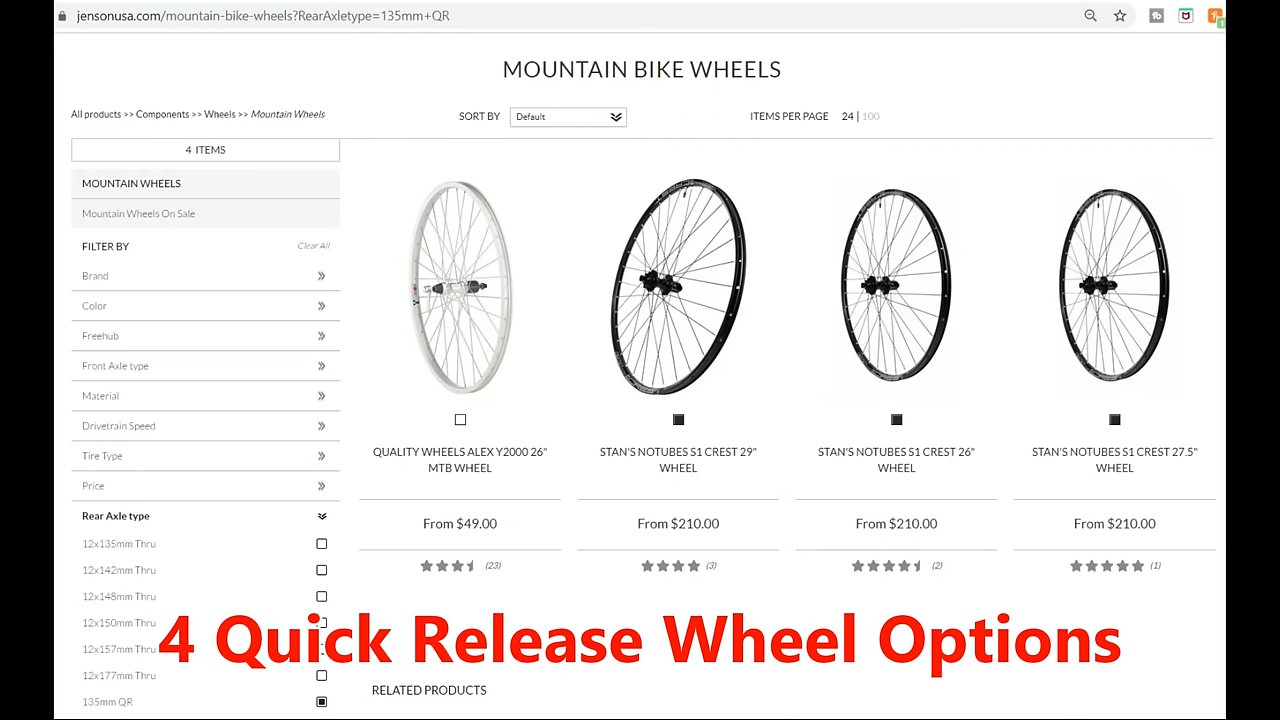 jensonusa.com/mountain-bike-wheels?RearAxletype=135mm+QR
MOUNTAIN BIKE WHEELS
All products >> Components >> Wheels >> Mountain Wheels
SORT BY Default
ITEMS PER PAGE 24 | 100
4 ITEMS
MOUNTAIN WHEELS
Mountain Wheels On Sale
FILTER BY Clear All
Brand
Color
Freehub
Front Axle type
Material
Drivetrain Speed
Tire Type
Price
Rear Axle type
12x135mm Thru
12x142mm Thru
12x148mm Thru
12x150mm Thru
12x157mm Thru
12x177mm Thru
135mm QR
QUALITY WHEELS ALEX Y2000 26"
MTB WHEEL
From $49.00
(23)
STAN'S NOTUBES S1 CREST 29"
WHEEL
From $210.00
(3)
STAN'S NOTUBES S1 CREST 26"
WHEEL
From $210.00
(2)
STAN'S NOTUBES S1 CREST 27.5"
WHEEL
From $210.00
(1)
4 Quick Release Wheel Options
RELATED PRODUCTS